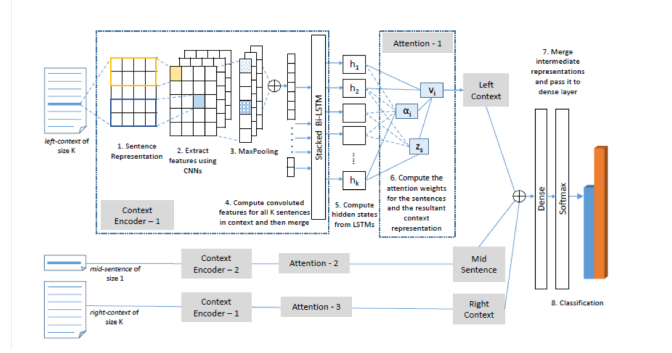 Attention - 1
7. Merge
intermediate
representations and
pass it to
dense layer
left-context of
size K
1. Sentence
Representation
2. Extract
features using
CNNs
3. MaxPooling
Stacked Bi-LSTM
h1
h2
hk
αi
vi
zs
Left
Context
Context
Encoder – 1
4. Compute convoluted
features for all K sentences
in context and then merge
5. Compute
hidden states
from LSTMs
6. Compute the
attention weights
for the sentences
and the resultant
context
representation
Dense
Softmax
mid-sentence of
size 1
Context
Encoder – 2
Attention - 2
Mid
Sentence
right-context of
size K
Context
Encoder – 1
Attention - 3
Right
Context
8. Classification